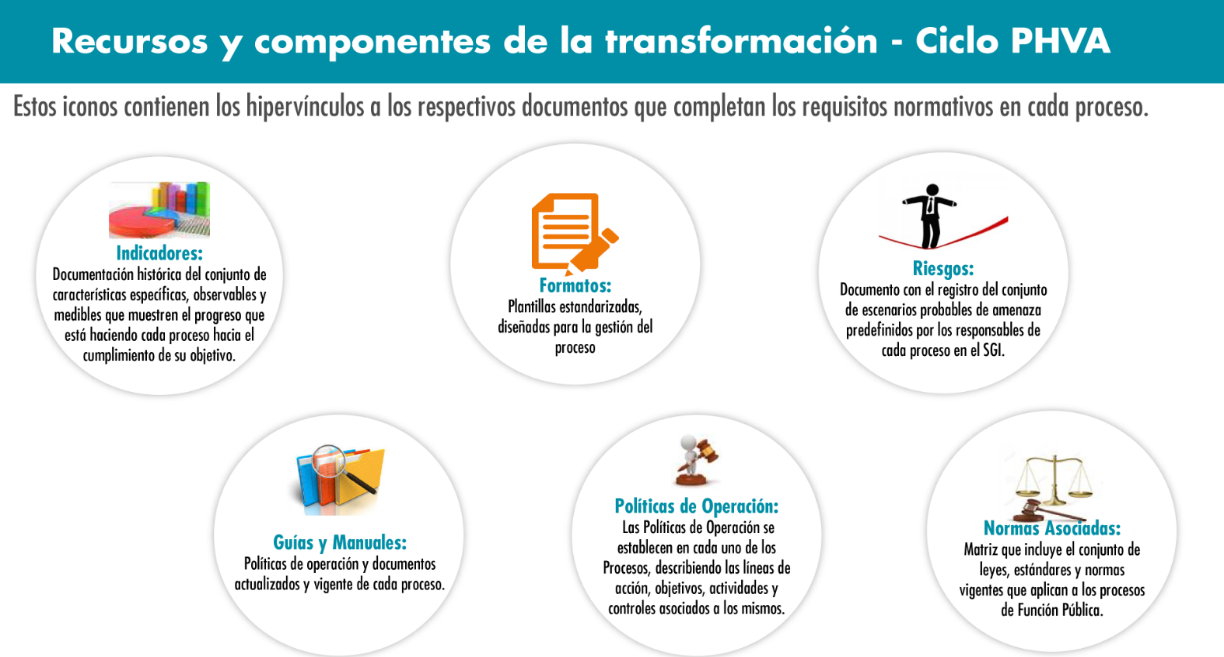 Recursos y componentes de la transformación - Ciclo PHVA
Estos iconos contienen los hipervínculos a los respectivos documentos que completan los requisitos normativos en cada proceso.
Indicadores:
Documentación histórica del conjunto de
características específicas, observables y
medibles que muestren el progreso que
está haciendo cada proceso hacia el
cumplimiento de su objetivo.
Formatos:
Plantillas estandarizadas,
diseñadas para la gestión del
proceso
Riesgos:
Documento con el registro del conjunto
de escenarios probables de amenaza
predefinidos por los responsables de
cada proceso en el SGI.
Guías y Manuales:
Políticas de operación y documentos
actualizados y vigente de cada proceso.
Políticas de Operación:
Las Políticas de Operación se
establecen en cada uno de los
Procesos, describiendo las líneas de
acción, objetivos, actividades y
controles asociados a los mismos.
Normas Asociadas:
Matriz que incluye el conjunto de
leyes, estándares y normas
vigentes que aplican a los procesos
de Función Pública.